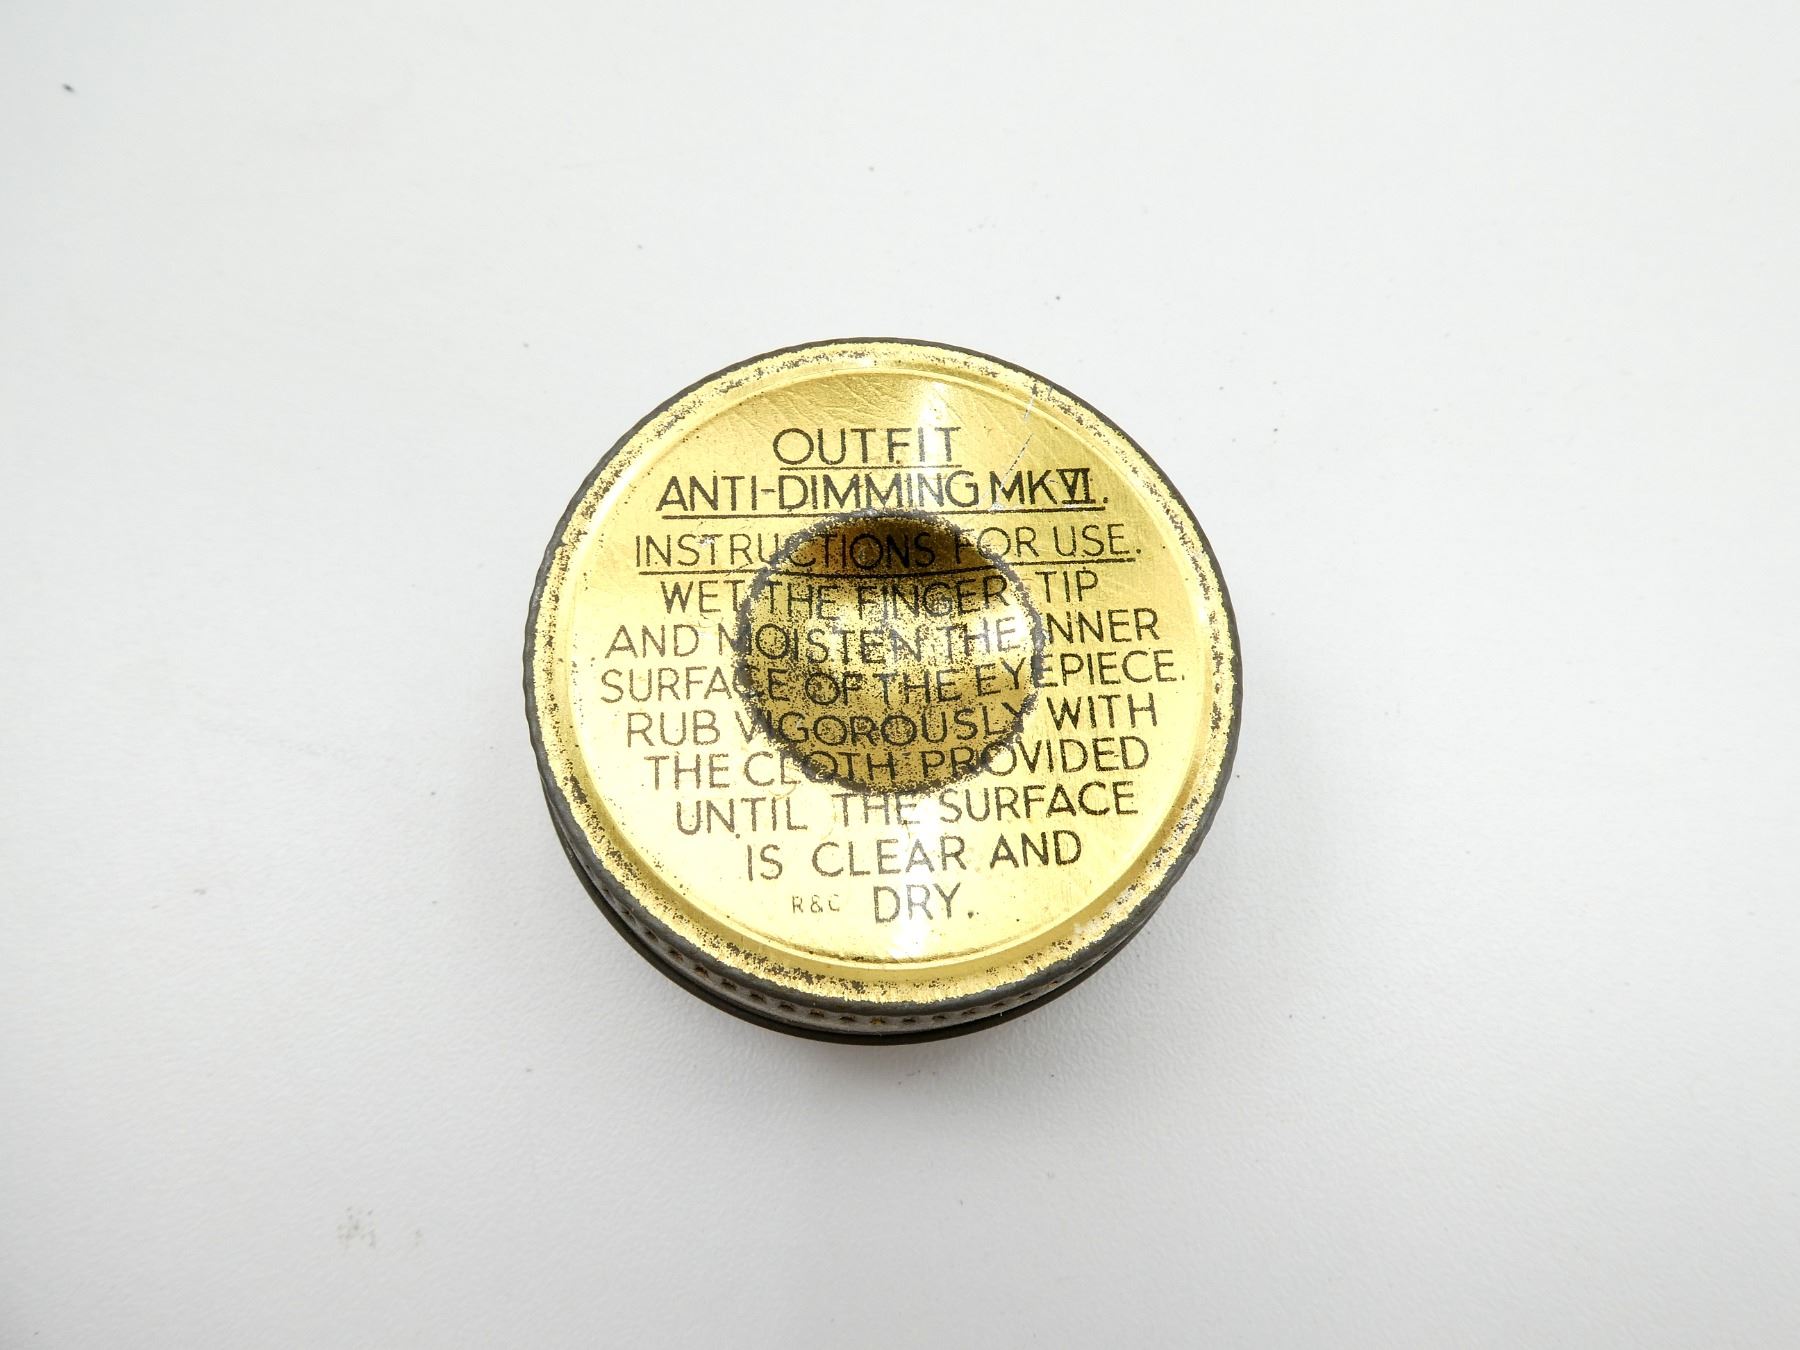 OUTFIT
ANTI-DIMMING MK VI.
INSTRUCTIONS FOR USE.
WET THE FINGER TIP
AND MOISTEN THE INNER
SURFACE OF THE EYEPIECE.
RUB VIGOROUSLY WITH
THE CLOTH PROVIDED
UNTIL THE SURFACE
IS CLEAR AND
R & C DRY.